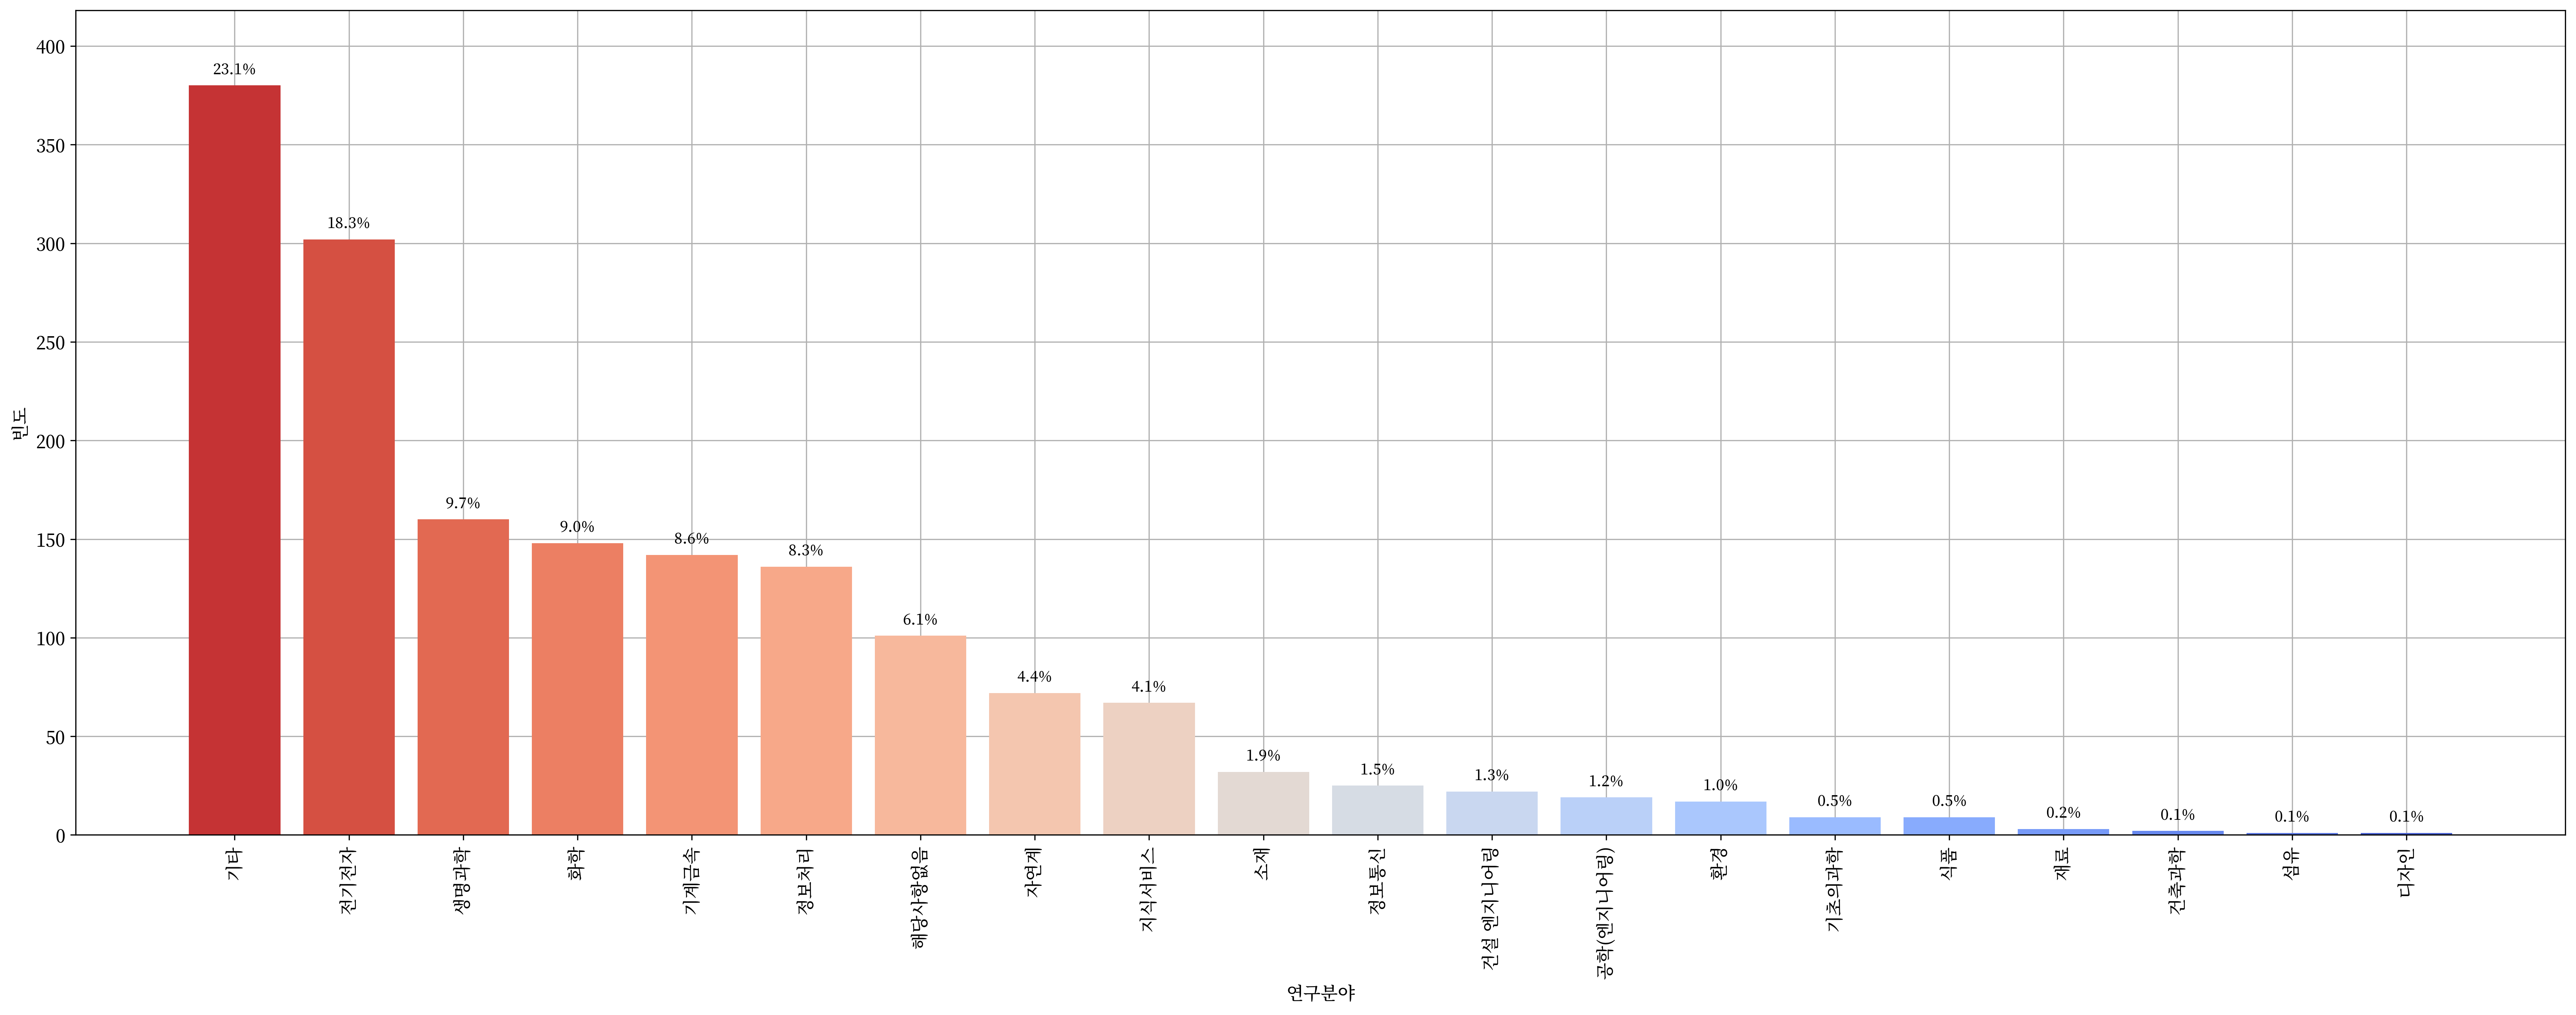 400
350
300
250
200
150
100
50
0
빈도
23.1%
18.3%
9.7%
9.0%
8.6%
8.3%
6.1%
4.4%
4.1%
1.9%
1.5%
1.3%
1.2%
1.0%
0.5%
0.5%
0.2%
0.1%
0.1%
0.1%
기타
전기전자
생명과학
화학
기계금속
정보처리
해당사항없음
자연계
지식서비스
소재
정보통신
건설 엔지니어링
공학(엔지니어링)
환경
기초의과학
식품
재료
건축과학
섬유
디자인
연구분야